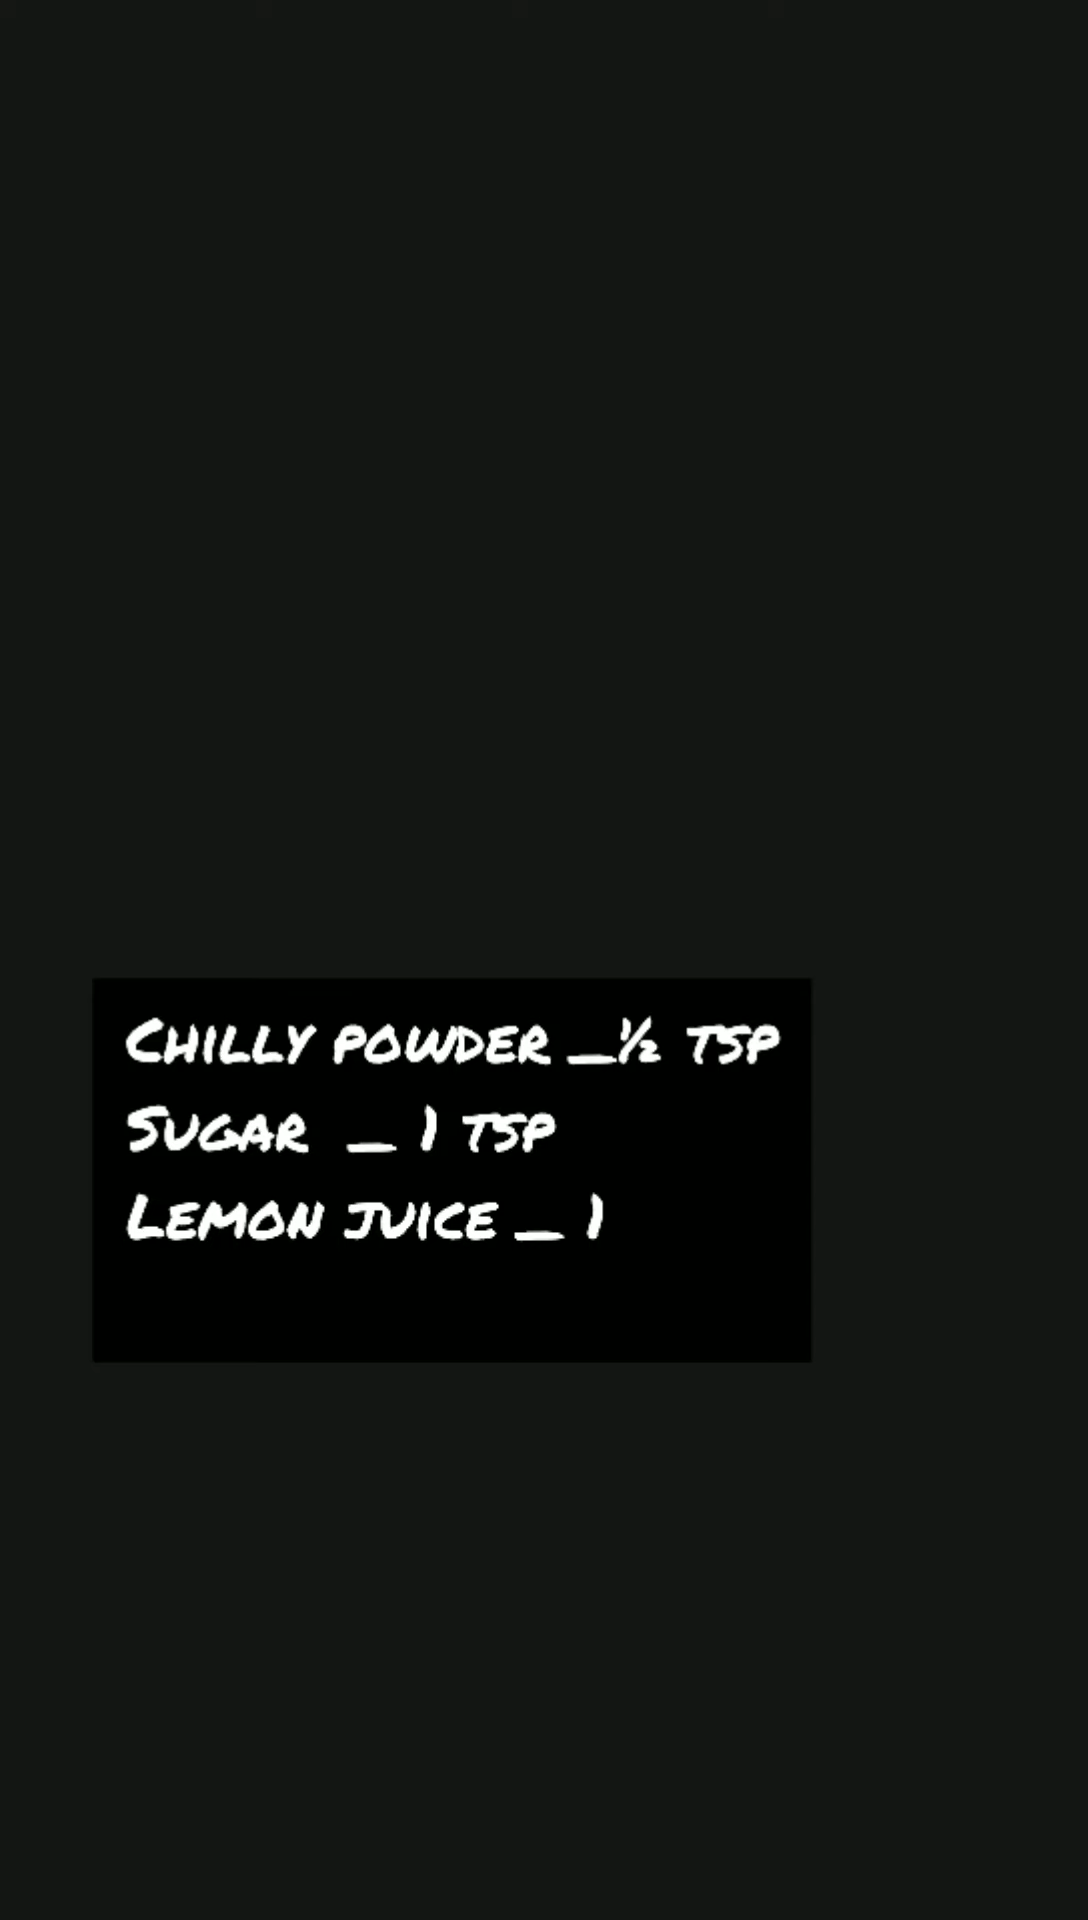 Chilly powder _½ tsp
Sugar _ 1 tsp
Lemon juice _ 1